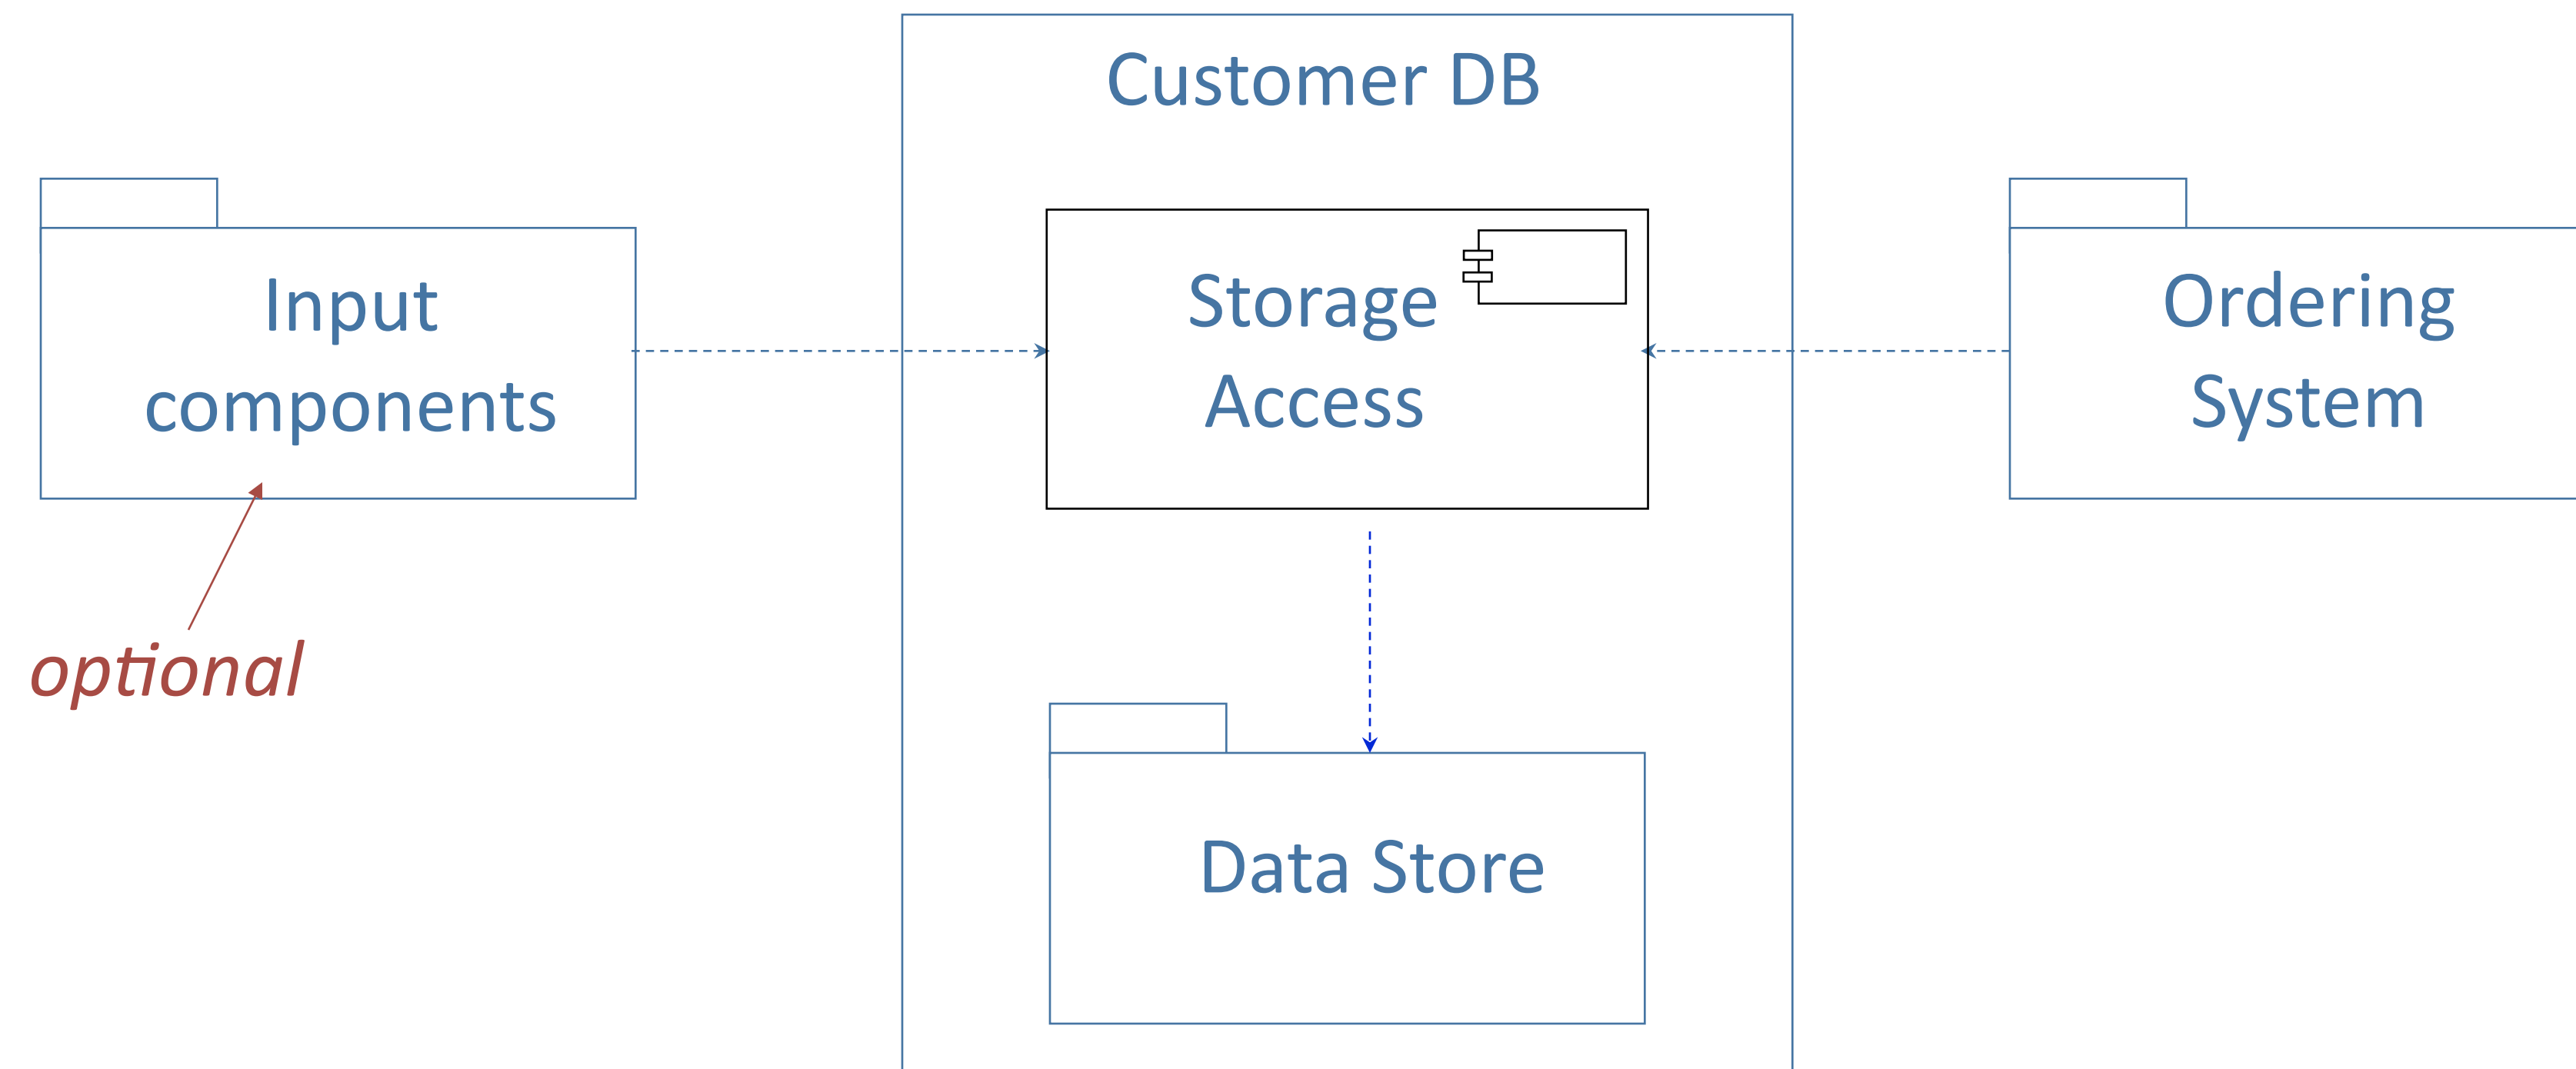 Customer DB
Input
components
Storage
Access
Ordering
System
optional
Data Store